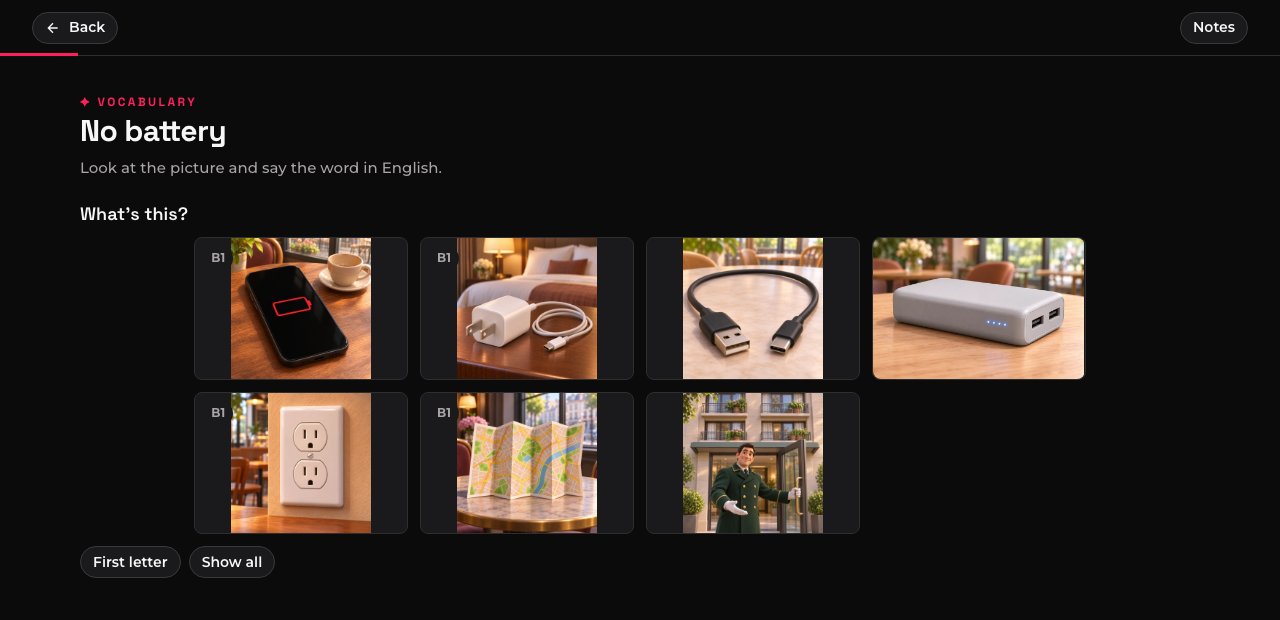 ← Back
Notes
✦ VOCABULARY
No battery
Look at the picture and say the word in English.
What's this?
B1
B1
B1
B1
First letter
Show all